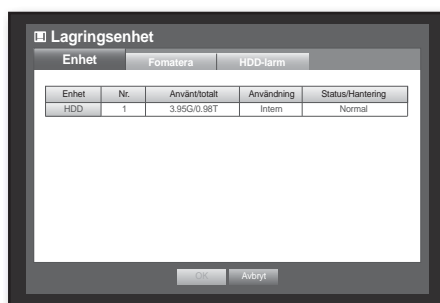 Lagringsenhet
Enhet Fomatera HDD-larm
Enhet Nr. Använt/totalt Användning Status/Hantering
HDD 1 3.95G/0.98T Intern Normal
OK Avbryt